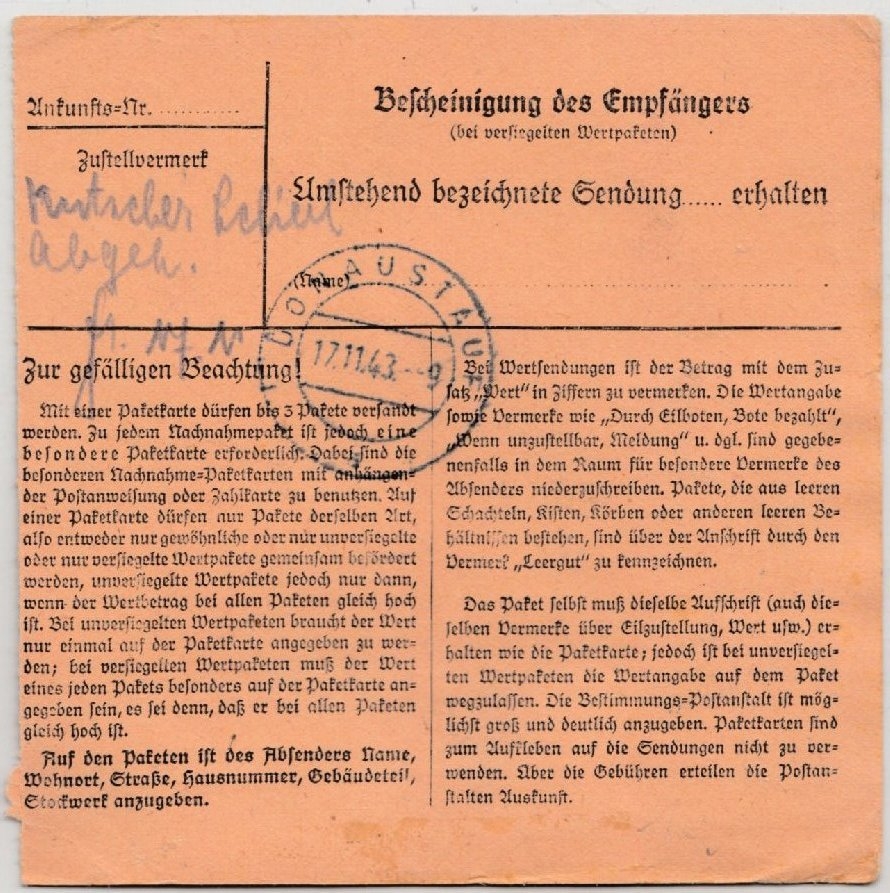 Ankunfts=Nr. ............
Zustellvermerk
Kutscher
Abgeh.
Bescheinigung des Empfängers
(bei versiegelten Wertpaketen)
Umstehend bezeichnete Sendung...... erhalten
(Name)
DONAUSTAUF
17.11.43.--9
Zur gefälligen Beachtung!
Mit einer Paketkarte dürfen bis 3 Pakete versandt
werden. Zu jedem Nachnahmepaket ist jedoch eine
besondere Paketkarte erforderlich. Dabei sind die
besonderen Nachnahme=Paketkarten mit anhängen=
der Postanweisung oder Zahlkarte zu benutzen. Auf
einer Paketkarte dürfen nur Pakete derselben Art,
also entweder nur gewöhnliche oder nur unversiegelte
oder nur versiegelte Wertpakete gemeinsam befördert
werden, unversiegelte Wertpakete jedoch nur dann,
wenn der Wertbetrag bei allen Paketen gleich hoch
ist. Bei unversiegelten Wertpaketen braucht der Wert
nur einmal auf der Paketkarte angegeben zu wer=
den; bei versiegelten Wertpaketen muß der Wert
eines jeden Pakets besonders auf der Paketkarte an=
gegeben sein, es sei denn, daß er bei allen Paketen
gleich hoch ist.
Auf den Paketen ist des Absenders Name,
Wohnort, Straße, Hausnummer, Gebäudeteil,
Stockwerk anzugeben.
Bei Wertsendungen ist der Betrag mit dem Zu=
satz „Wert" in Ziffern zu vermerken. Die Wertangabe
sowie Vermerke wie „Durch Eilboten, Bote bezahlt",
„Wenn unzustellbar, Meldung" u. dgl. sind gegebe=
nenfalls in dem Raum für besondere Vermerke des
Absenders niederzuschreiben. Pakete, die aus leeren
Schachteln, Kisten, Körben oder anderen leeren Be=
hältnissen bestehen, sind über der Anschrift durch den
Vermerk „Leergut" zu kennzeichnen.
Das Paket selbst muß dieselbe Aufschrift (auch die=
selben Vermerke über Eilzustellung, Wert usw.) er=
halten wie die Paketkarte; jedoch ist bei unversiegel=
ten Wertpaketen die Wertangabe auf dem Paket
wegzulassen. Die Bestimmungs=Postanstalt ist mög=
lichst groß und deutlich anzugeben. Paketkarten sind
zum Aufkleben auf die Sendungen nicht zu ver=
wenden. Über die Gebühren erteilen die Postan=
stalten Auskunft.